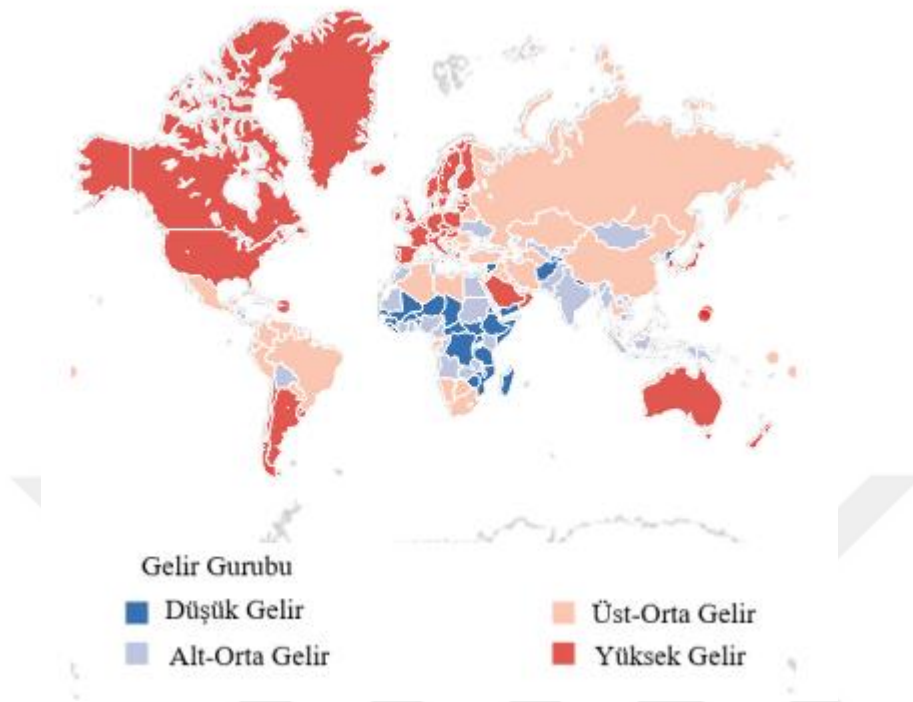 Gelir Gurubu
Düşük Gelir
Alt-Orta Gelir
Üst-Orta Gelir
Yüksek Gelir